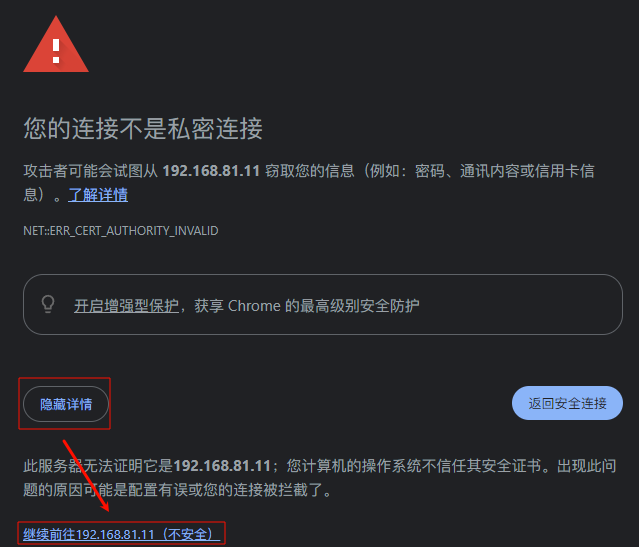 您的连接不是私密连接
攻击者可能会试图从 192.168.81.11 窃取您的信息（例如：密码、通讯内容或信用卡信
息）。了解详情
NET::ERR_CERT_AUTHORITY_INVALID
开启增强型保护，获享 Chrome 的最高级别安全防护
隐藏详情
返回安全连接
此服务器无法证明它是192.168.81.11；您计算机的操作系统不信任其安全证书。出现此问
题的原因可能是配置有误或您的连接被拦截了。
继续前往192.168.81.11（不安全）